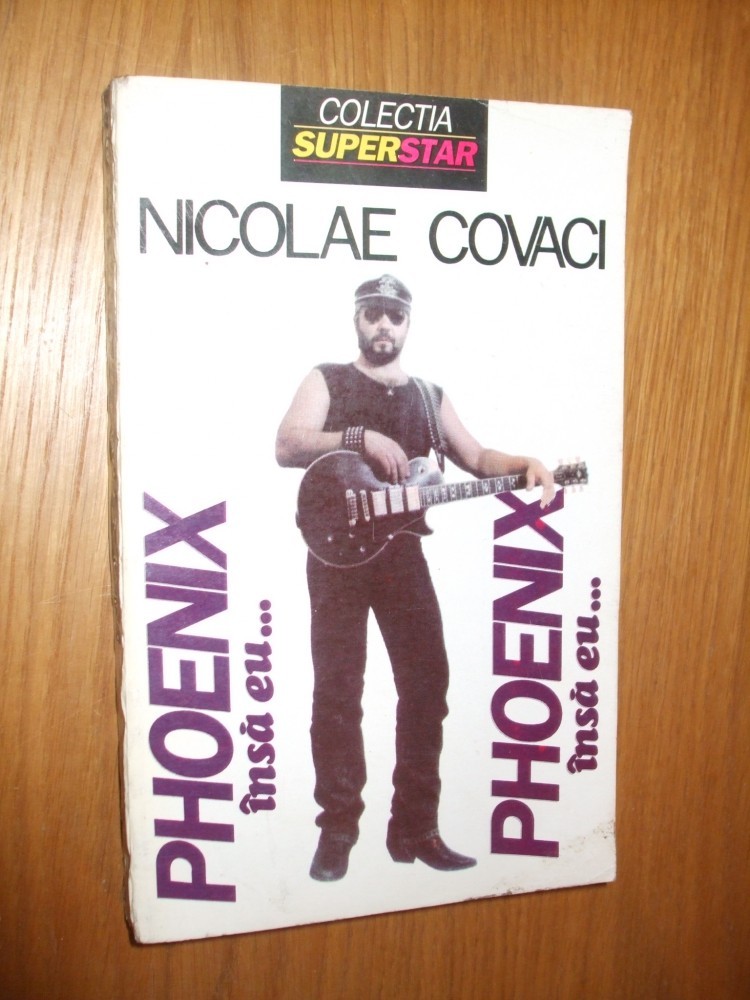 COLECTIA
SUPERSTAR
NICOLAE COVACI
PHOENIX
însă eu...
PHOENIX
însă eu...